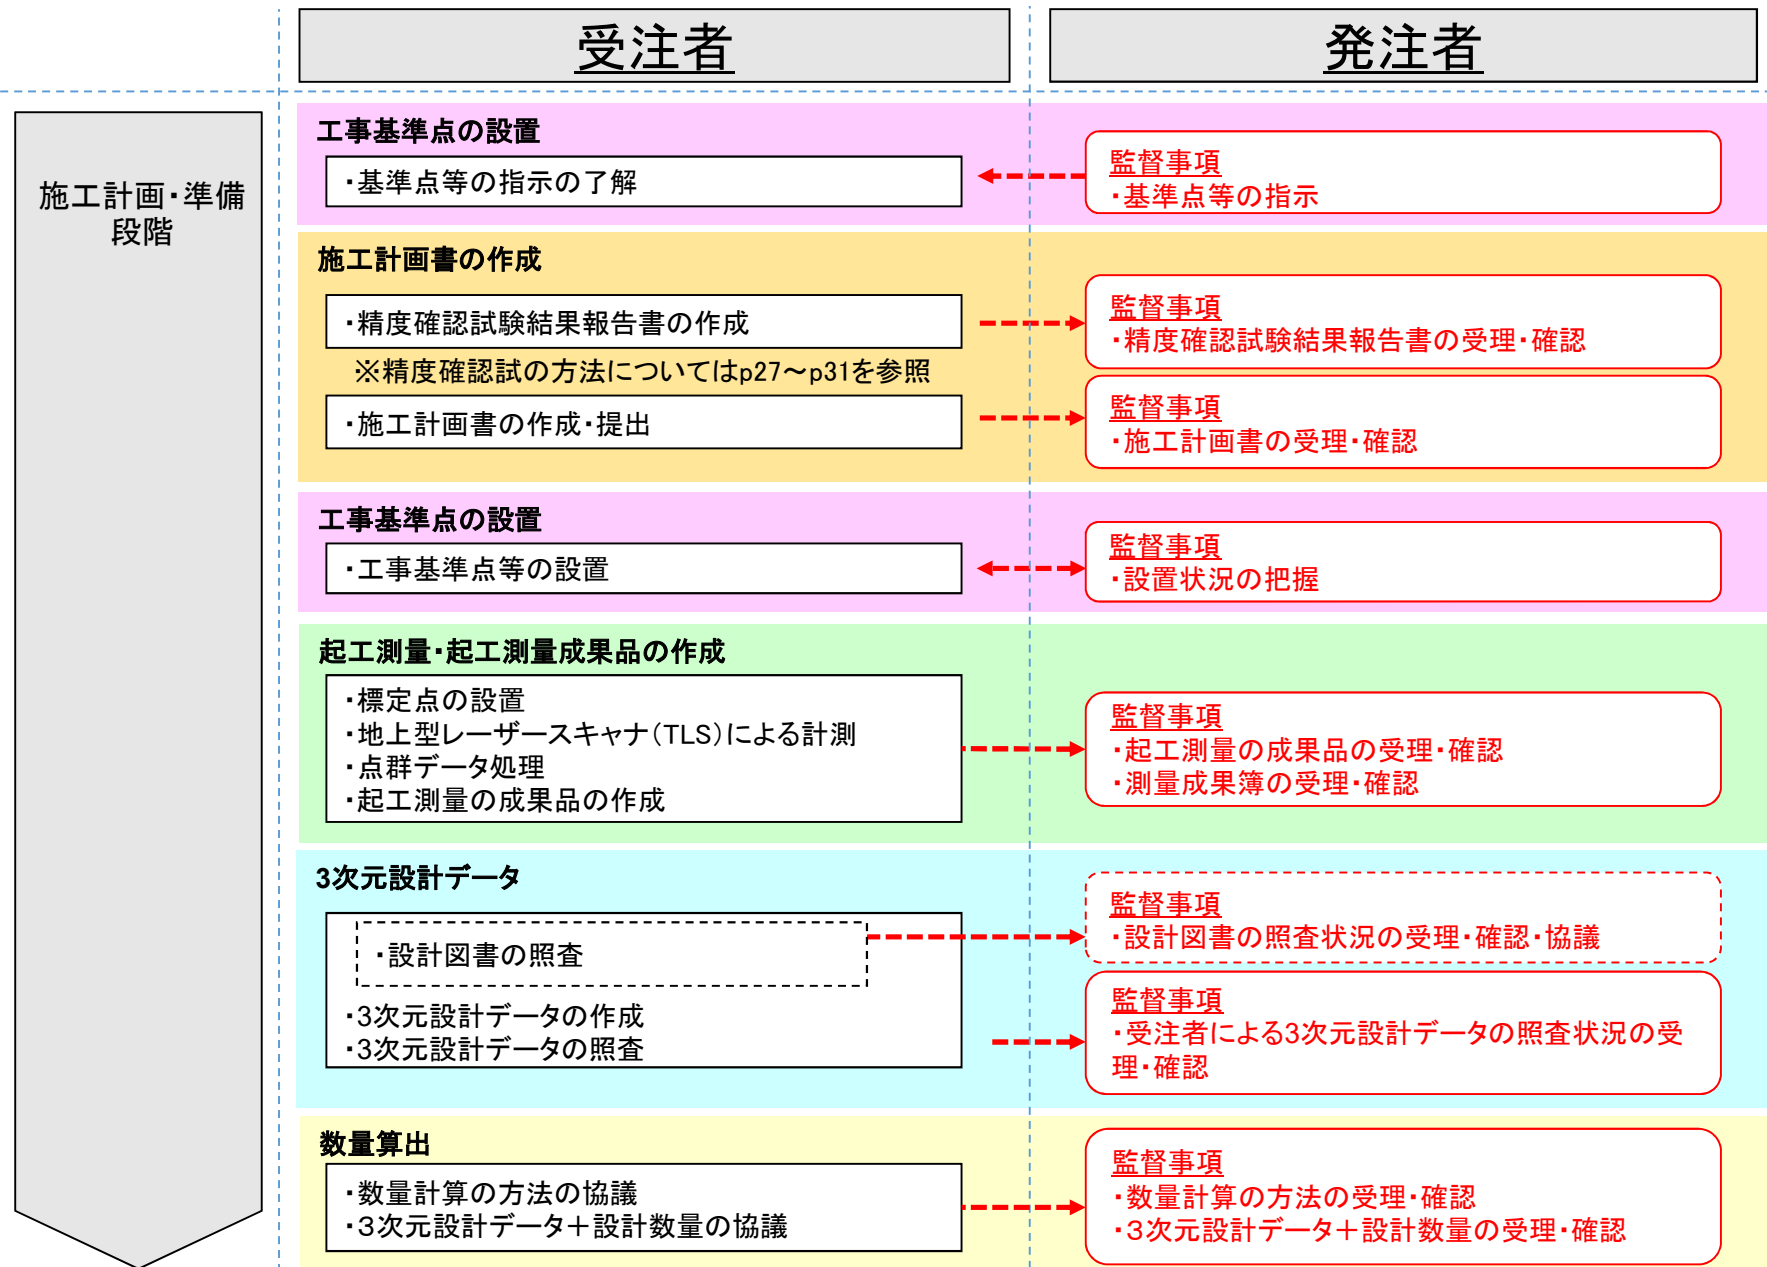 受注者
発注者
施工計画・準備
段階
工事基準点の設置
・基準点等の指示の了解
監督事項
・基準点等の指示
施工計画書の作成
・精度確認試験結果報告書の作成
※精度確認試の方法についてはp27～p31を参照
監督事項
・精度確認試験結果報告書の受理・確認
・施工計画書の作成・提出
監督事項
・施工計画書の受理・確認
工事基準点の設置
・工事基準点等の設置
監督事項
・設置状況の把握
起工測量・起工測量成果品の作成
・標定点の設置
・地上型レーザースキャナ（TLS）による計測
・点群データ処理
・起工測量の成果品の作成
監督事項
・起工測量の成果品の受理・確認
・測量成果簿の受理・確認
3次元設計データ
・設計図書の照査
・3次元設計データの作成
・3次元設計データの照査
監督事項
・設計図書の照査状況の受理・確認・協議
監督事項
・受注者による3次元設計データの照査状況の受
理・確認
数量算出
・数量計算の方法の協議
・３次元設計データ＋設計数量の協議
監督事項
・数量計算の方法の受理・確認
・３次元設計データ＋設計数量の受理・確認